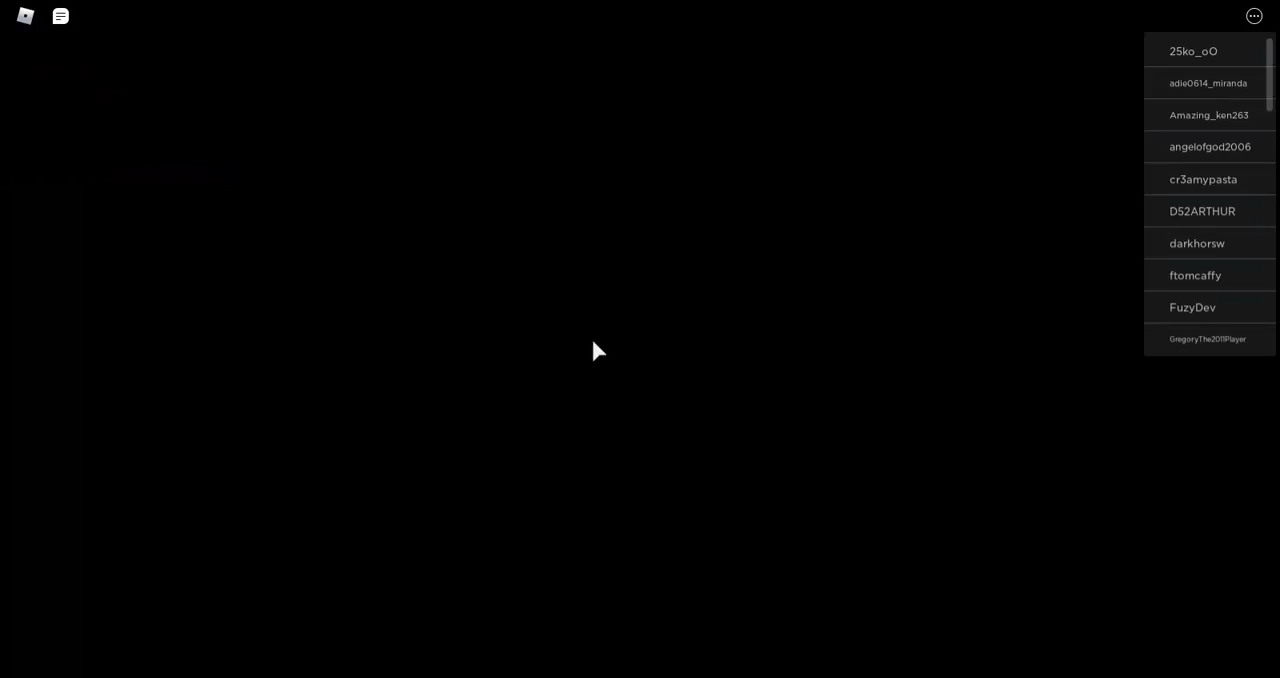 25ko_oO
adie0614_miranda
Amazing_ken263
angelofgod2006
cr3amypasta
D52ARTHUR
darkhorsw
ftomcaffy
FuzyDev
GregoryThe2011Player